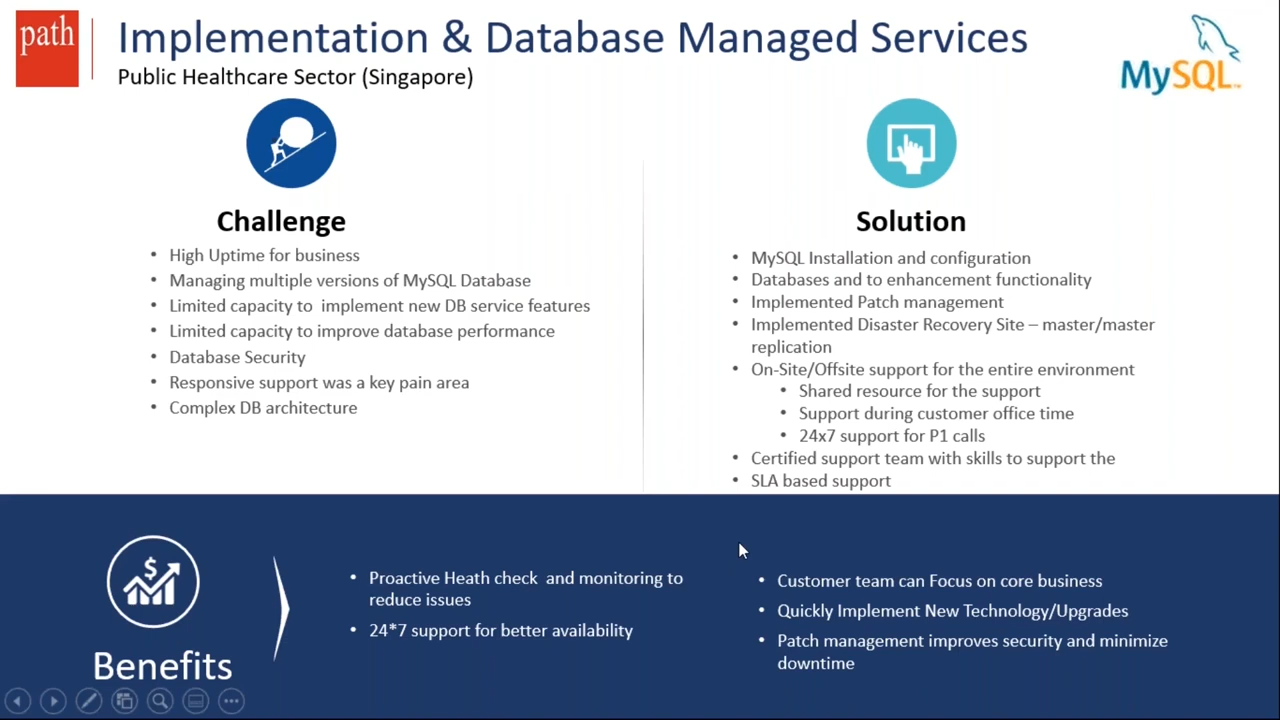 path
Implementation & Database Managed Services
Public Healthcare Sector (Singapore)
MySQL™
Challenge
• High Uptime for business
• Managing multiple versions of MySQL Database
• Limited capacity to  implement new DB service features
• Limited capacity to improve database performance
• Database Security
• Responsive support was a key pain area
• Complex DB architecture
Solution
• MySQL Installation and configuration
• Databases and to enhancement functionality
• Implemented Patch management
• Implemented Disaster Recovery Site – master/master
replication
• On-Site/Offsite support for the entire environment
• Shared resource for the support
• Support during customer office time
• 24x7 support for P1 calls
• Certified support team with skills to support the
• SLA based support
Benefits
• Proactive Heath check  and monitoring to
reduce issues
• 24*7 support for better availability
• Customer team can Focus on core business
• Quickly Implement New Technology/Upgrades
• Patch management improves security and minimize
downtime